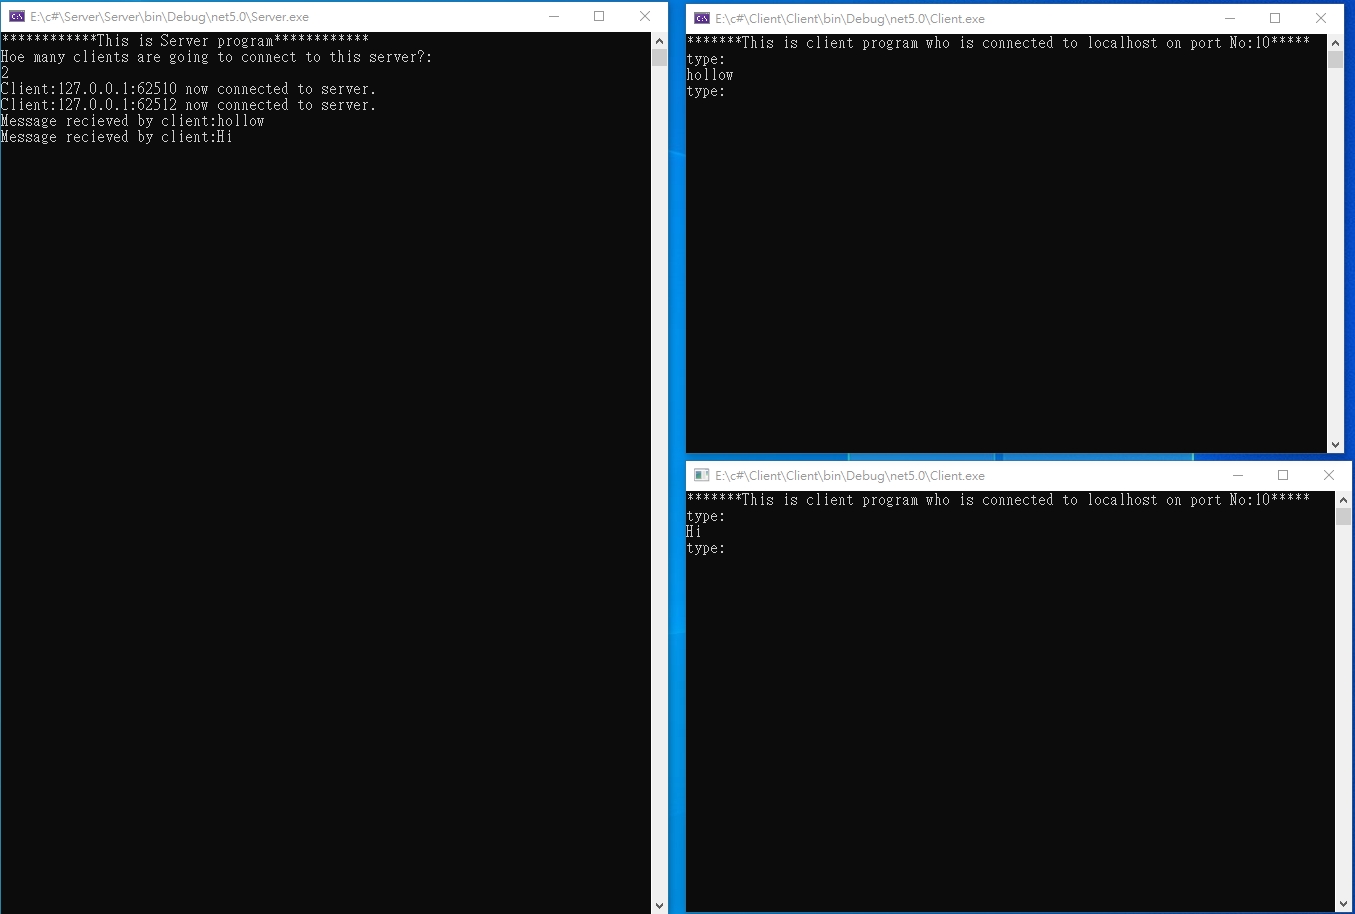 E:\c#\Server\Server\bin\Debug\net5.0\Server.exe
************This is Server program************
Hoe many clients are going to connect to this server?:
2
Client:127.0.0.1:62510 now connected to server.
Client:127.0.0.1:62512 now connected to server.
Message recieved by client:hollow
Message recieved by client:Hi
E:\c#\Client\Client\bin\Debug\net5.0\Client.exe
*******This is client program who is connected to localhost on port No:10*****
type:
hollow
type:
E:\c#\Client\Client\bin\Debug\net5.0\Client.exe
*******This is client program who is connected to localhost on port No:10*****
type:
Hi
type: